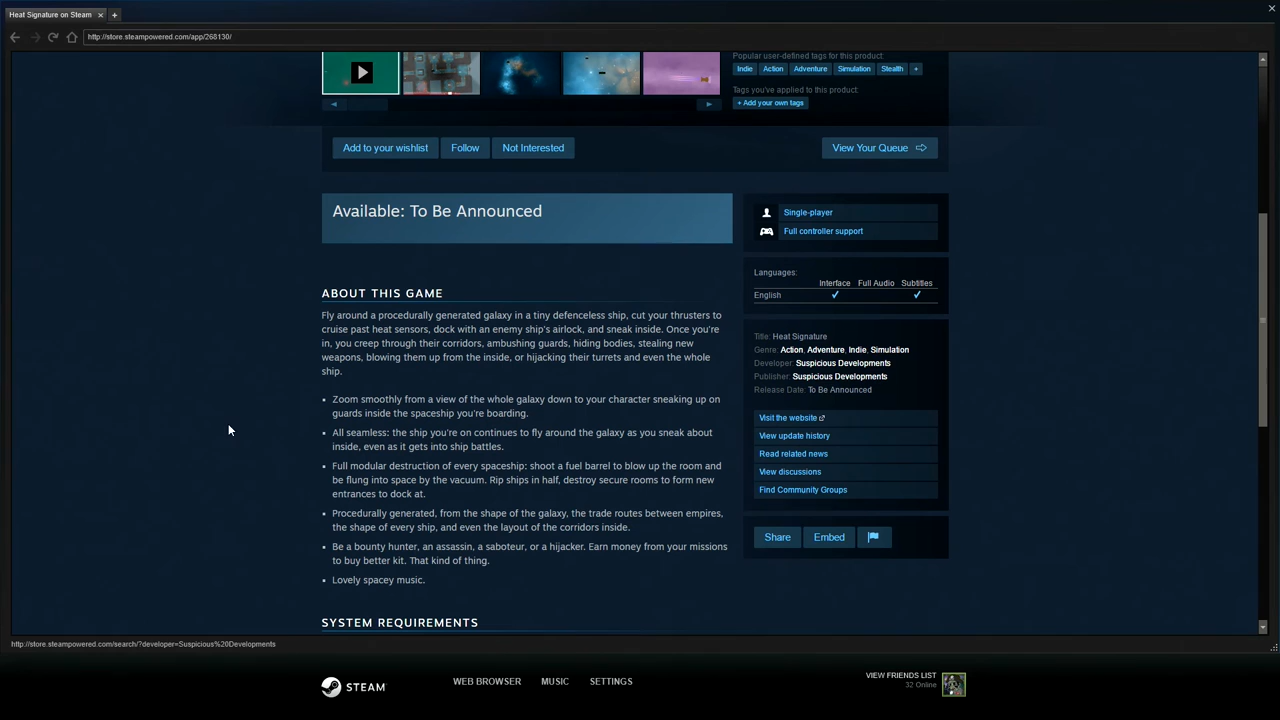 Heat Signature on Steam
http://store.steampowered.com/app/268130/
Popular user-defined tags for this product:
Indie Action Adventure Simulation Stealth +
Tags you've applied to this product:
+ Add your own tags
Add to your wishlist Follow Not Interested View Your Queue
Available: To Be Announced
Single-player
Full controller support
Languages:
Interface Full Audio Subtitles
English
ABOUT THIS GAME
Fly around a procedurally generated galaxy in a tiny defenceless ship, cut your thrusters to
cruise past heat sensors, dock with an enemy ship's airlock, and sneak inside. Once you're
in, you creep through their corridors, ambushing guards, hiding bodies, stealing new
weapons, blowing them up from the inside, or hijacking their turrets and even the whole
ship.
Zoom smoothly from a view of the whole galaxy down to your character sneaking up on
guards inside the spaceship you're boarding.
All seamless: the ship you're on continues to fly around the galaxy as you sneak about
inside, even as it gets into ship battles.
Full modular destruction of every spaceship: shoot a fuel barrel to blow up the room and
be flung into space by the vacuum. Rip ships in half, destroy secure rooms to form new
entrances to dock at.
Procedurally generated, from the shape of the galaxy, the trade routes between empires,
the shape of every ship, and even the layout of the corridors inside.
Be a bounty hunter, an assassin, a saboteur, or a hijacker. Earn money from your missions
to buy better kit. That kind of thing.
Lovely spacey music.
SYSTEM REQUIREMENTS
Title: Heat Signature
Genre: Action, Adventure, Indie, Simulation
Developer: Suspicious Developments
Publisher: Suspicious Developments
Release Date: To Be Announced
Visit the website
View update history
Read related news
View discussions
Find Community Groups
Share Embed
http://store.steampowered.com/search/?developer=Suspicious%20Developments
STEAM WEB BROWSER MUSIC SETTINGS
VIEW FRIENDS LIST
32 Online